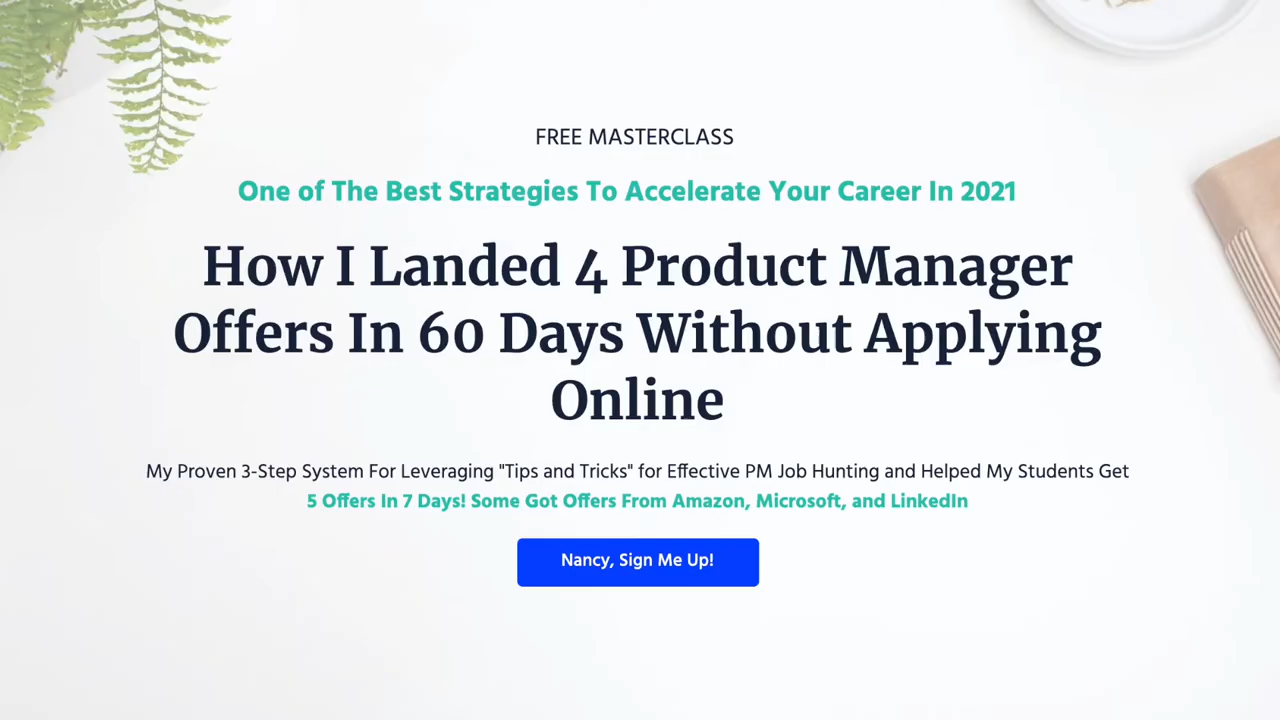 FREE MASTERCLASS
One of The Best Strategies To Accelerate Your Career In 2021
How I Landed 4 Product Manager
Offers In 60 Days Without Applying
Online
My Proven 3-Step System For Leveraging "Tips and Tricks" for Effective PM Job Hunting and Helped My Students Get
5 Offers In 7 Days! Some Got Offers From Amazon, Microsoft, and LinkedIn
Nancy, Sign Me Up!